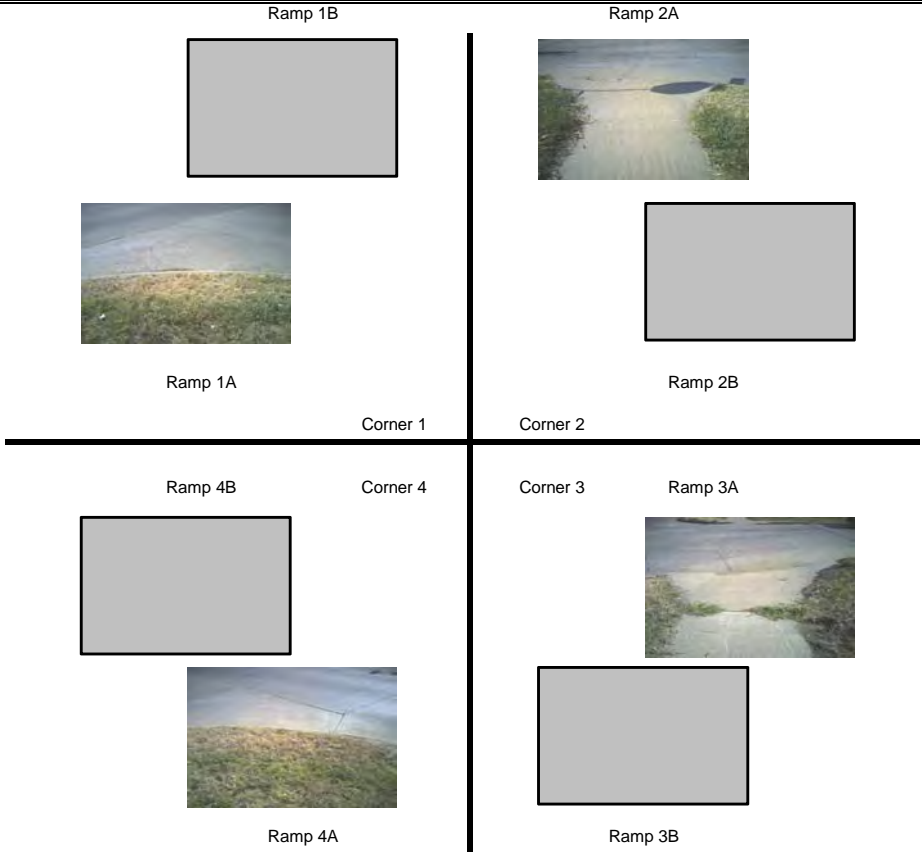 Ramp 1B Ramp 2A
Ramp 1A Ramp 2B
Corner 1 Corner 2
Ramp 4B Corner 4 Corner 3 Ramp 3A
Ramp 4A Ramp 3B